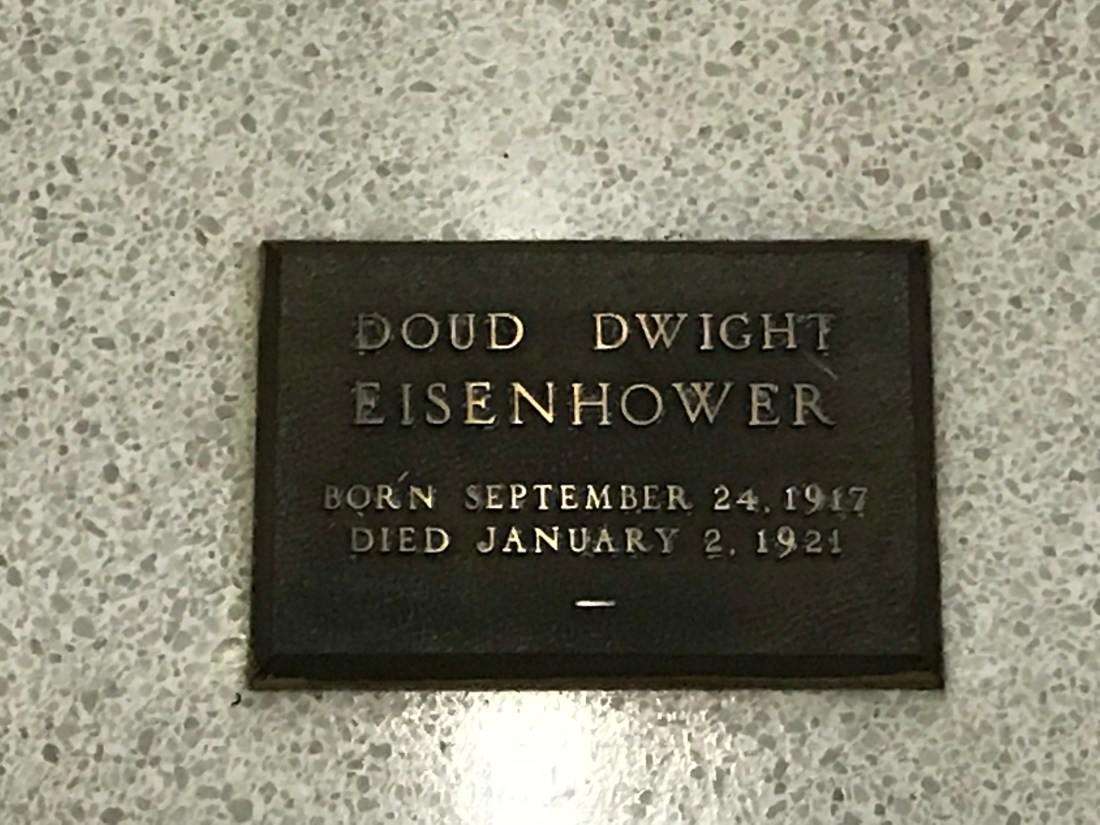 DOUD DWIGHT
EISENHOWER
BORN SEPTEMBER 24, 1917
DIED JANUARY 2, 1921